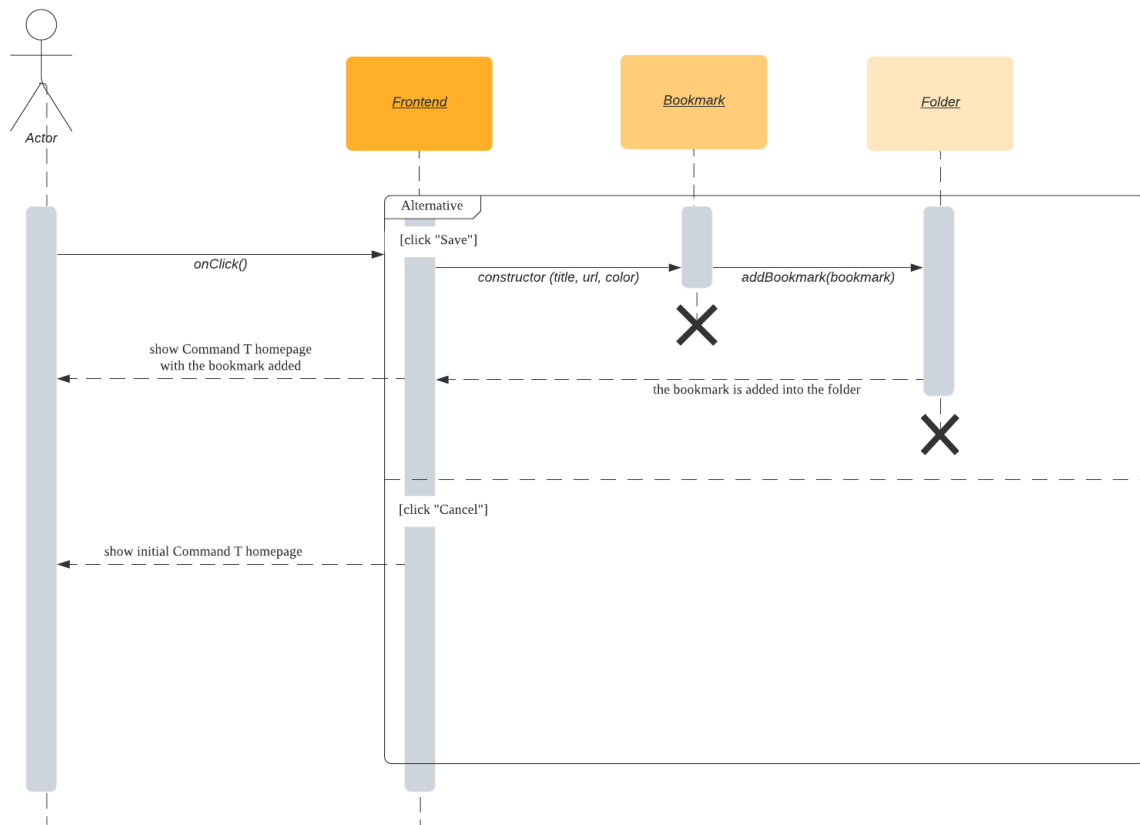 Actor
Frontend
Bookmark
Folder
Alternative
[click "Save"]
onClick()
constructor (title, url, color)
addBookmark(bookmark)
show Command T homepage
with the bookmark added
the bookmark is added into the folder
[click "Cancel"]
show initial Command T homepage